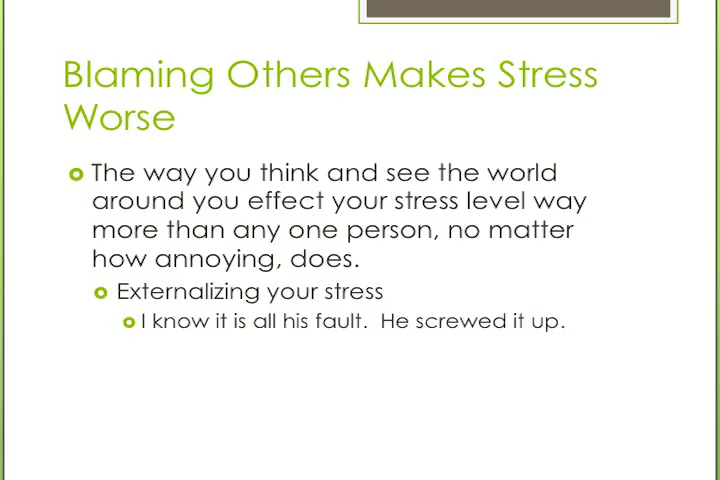 Blaming Others Makes Stress
Worse
The way you think and see the world
around you effect your stress level way
more than any one person, no matter
how annoying, does.
Externalizing your stress
I know it is all his fault.  He screwed it up.